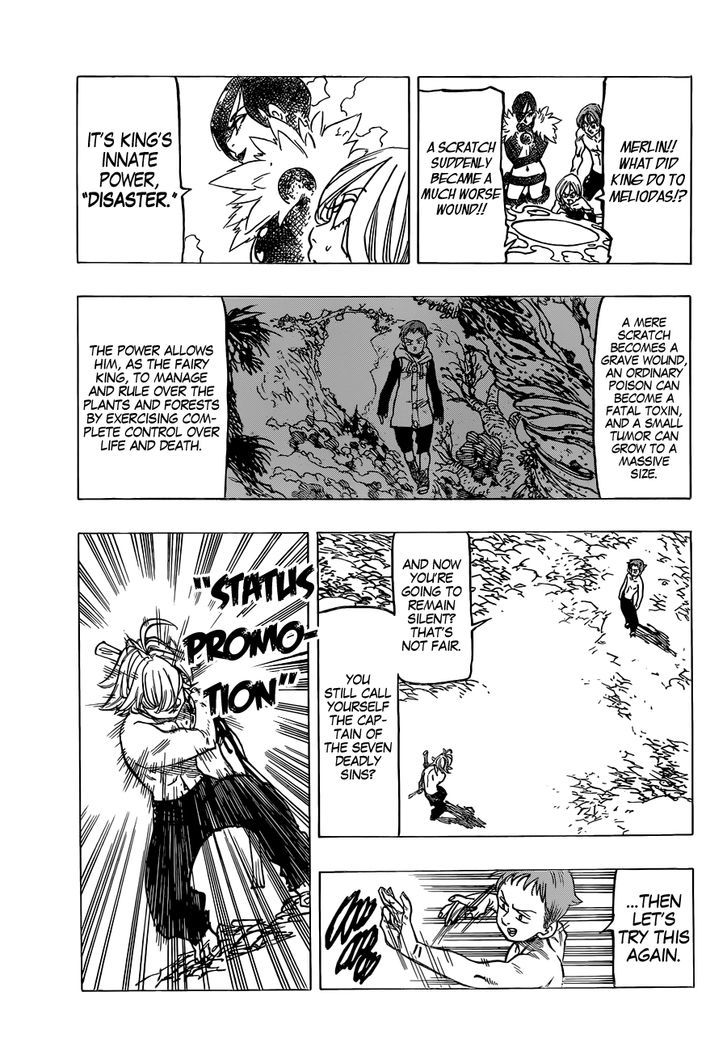 MERLIN!!
WHAT DID
KING DO TO
MELIODAS!?
A SCRATCH
SUDDENLY
BECAME A
MUCH WORSE
WOUND!!
IT'S KING'S
INNATE
POWER,
"DISASTER."
A MERE
SCRATCH
BECOMES A
GRAVE WOUND,
AN ORDINARY
POISON CAN
BECOME A
FATAL TOXIN,
AND A SMALL
TUMOR CAN
GROW TO A
MASSIVE
SIZE.
THE POWER ALLOWS
HIM, AS THE FAIRY
KING, TO MANAGE
AND RULE OVER THE
PLANTS AND FORESTS
BY EXERCISING COM-
PLETE CONTROL OVER
LIFE AND DEATH.
AND NOW
YOU'RE
GOING TO
REMAIN
SILENT?
THAT'S
NOT FAIR.
YOU
STILL CALL
YOURSELF
THE CAP-
TAIN OF
THE SEVEN
DEADLY
SINS?
"STATUS
PROMO-
TION"
...THEN
LET'S
TRY THIS
AGAIN.